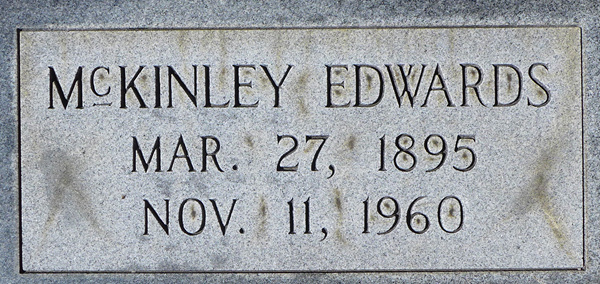 McKINLEY EDWARDS
MAR. 27, 1895
NOV. 11, 1960